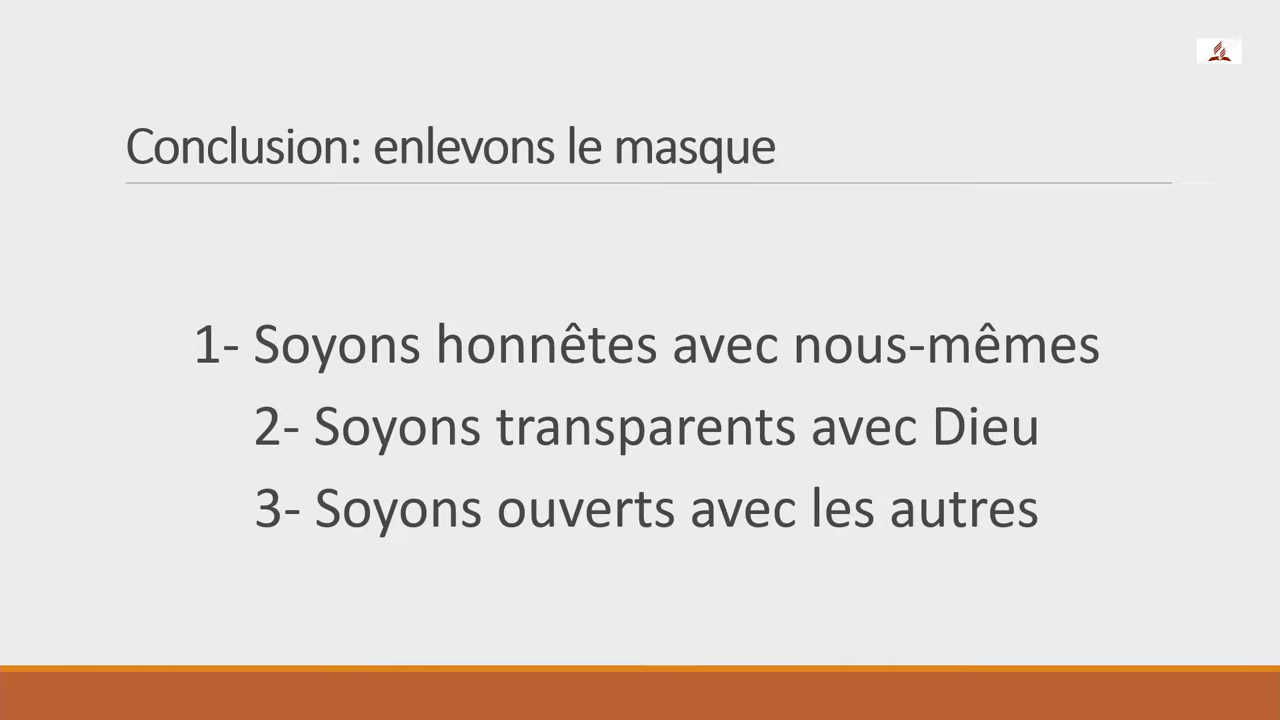 Conclusion: enlevons le masque
1- Soyons honnêtes avec nous-mêmes
2- Soyons transparents avec Dieu
3- Soyons ouverts avec les autres